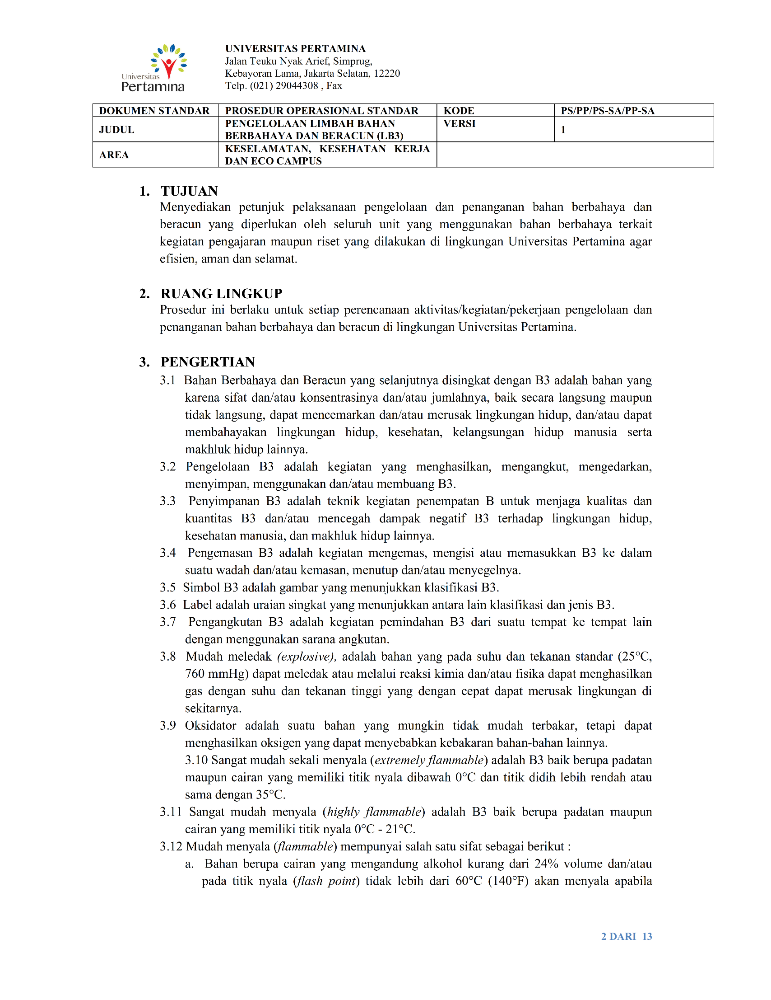 Universitas
Pertamina
UNIVERSITAS PERTAMINA
Jalan Teuku Nyak Arief, Simprug,
Kebayoran Lama, Jakarta Selatan, 12220
Telp. (021) 29044308 , Fax
DOKUMEN STANDAR PROSEDUR OPERASIONAL STANDAR KODE PS/PP/PS-SA/PP-SA
JUDUL PENGELOLAAN LIMBAH BAHAN BERBAHAYA DAN BERACUN (LB3) VERSI 1
AREA KESELAMATAN, KESEHATAN KERJA DAN ECO CAMPUS
1. TUJUAN
Menyediakan petunjuk pelaksanaan pengelolaan dan penanganan bahan berbahaya dan
beracun yang diperlukan oleh seluruh unit yang menggunakan bahan berbahaya terkait
kegiatan pengajaran maupun riset yang dilakukan di lingkungan Universitas Pertamina agar
efisien, aman dan selamat.
2. RUANG LINGKUP
Prosedur ini berlaku untuk setiap perencanaan aktivitas/kegiatan/pekerjaan pengelolaan dan
penanganan bahan berbahaya dan beracun di lingkungan Universitas Pertamina.
3. PENGERTIAN
3.1 Bahan Berbahaya dan Beracun yang selanjutnya disingkat dengan B3 adalah bahan yang
karena sifat dan/atau konsentrasinya dan/atau jumlahnya, baik secara langsung maupun
tidak langsung, dapat mencemarkan dan/atau merusak lingkungan hidup, dan/atau dapat
membahayakan lingkungan hidup, kesehatan, kelangsungan hidup manusia serta
makhluk hidup lainnya.
3.2 Pengelolaan B3 adalah kegiatan yang menghasilkan, mengangkut, mengedarkan,
menyimpan, menggunakan dan/atau membuang B3.
3.3 Penyimpanan B3 adalah teknik kegiatan penempatan B untuk menjaga kualitas dan
kuantitas B3 dan/atau mencegah dampak negatif B3 terhadap lingkungan hidup,
kesehatan manusia, dan makhluk hidup lainnya.
3.4 Pengemasan B3 adalah kegiatan mengemas, mengisi atau memasukkan B3 ke dalam
suatu wadah dan/atau kemasan, menutup dan/atau menyegelnya.
3.5 Simbol B3 adalah gambar yang menunjukkan klasifikasi B3.
3.6 Label adalah uraian singkat yang menunjukkan antara lain klasifikasi dan jenis B3.
3.7 Pengangkutan B3 adalah kegiatan pemindahan B3 dari suatu tempat ke tempat lain
dengan menggunakan sarana angkutan.
3.8 Mudah meledak (explosive), adalah bahan yang pada suhu dan tekanan standar (25°C,
760 mmHg) dapat meledak atau melalui reaksi kimia dan/atau fisika dapat menghasilkan
gas dengan suhu dan tekanan tinggi yang dengan cepat dapat merusak lingkungan di
sekitarnya.
3.9 Oksidator adalah suatu bahan yang mungkin tidak mudah terbakar, tetapi dapat
menghasilkan oksigen yang dapat menyebabkan kebakaran bahan-bahan lainnya.
3.10 Sangat mudah sekali menyala (extremely flammable) adalah B3 baik berupa padatan
maupun cairan yang memiliki titik nyala dibawah 0°C dan titik didih lebih rendah atau
sama dengan 35°C.
3.11 Sangat mudah menyala (highly flammable) adalah B3 baik berupa padatan maupun
cairan yang memiliki titik nyala 0°C - 21°C.
3.12 Mudah menyala (flammable) mempunyai salah satu sifat sebagai berikut :
a. Bahan berupa cairan yang mengandung alkohol kurang dari 24% volume dan/atau
pada titik nyala (flash point) tidak lebih dari 60°C (140°F) akan menyala apabila
2 DARI 13